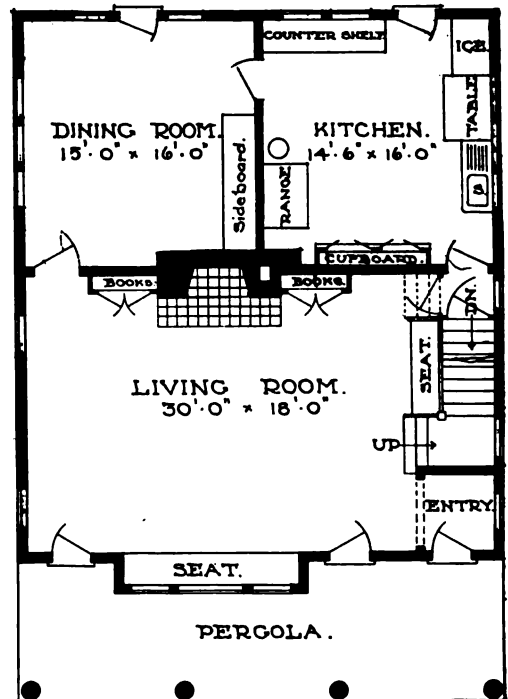 COUNTER SHELF
ICE.
TABLE
DINING ROOM.
15'-0" x 16'-0"
KITCHEN.
14'-6" x 16'-0"
Sideboard.
RANGE
S
CUPBOARD.
BOOKS.
BOOKS.
DN.
SEAT.
LIVING ROOM.
30'-0" x 18'-0"
UP
ENTRY.
SEAT.
PERGOLA.